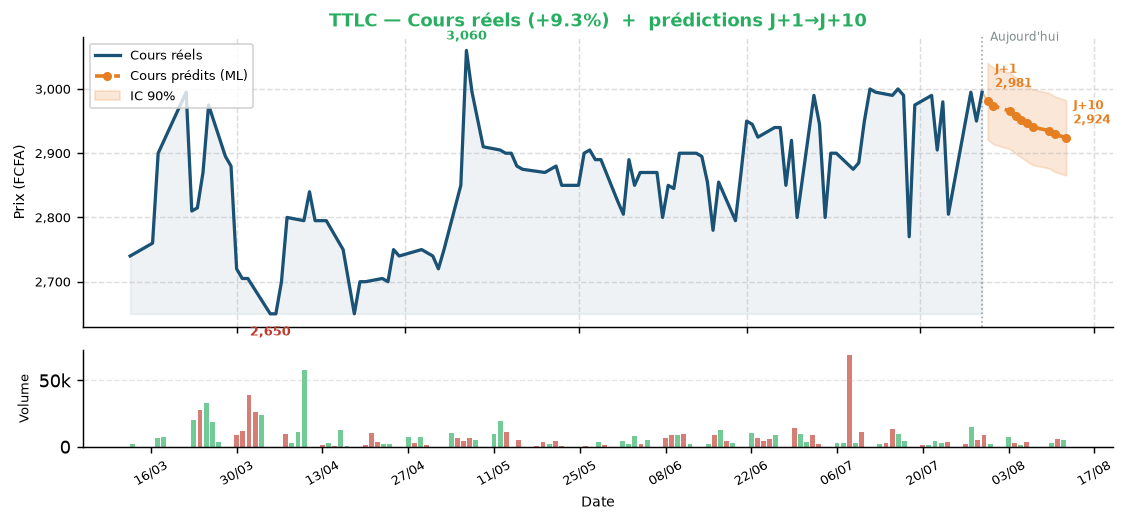 TTLC — Cours réels (+9.3%)  +  prédictions J+1→J+10
3,060
Aujourd'hui
Cours réels
Cours prédits (ML)
IC 90%
J+1
2,981
J+10
2,924
3,000
2,900
2,800
2,700
Prix (FCFA)
2,650
50k
0
Volume
16/03
30/03
13/04
27/04
11/05
25/05
08/06
22/06
06/07
20/07
03/08
17/08
Date